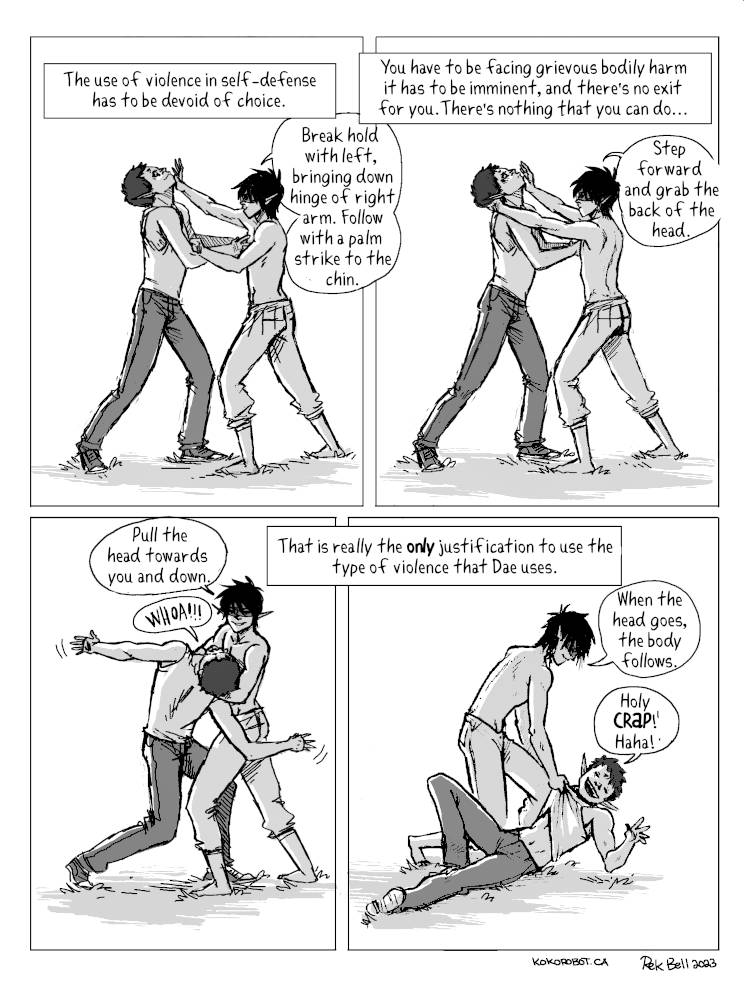 The use of violence in self-defense
has to be devoid of choice.
Break hold
with left,
bringing down
hinge of right
arm. Follow
with a palm
strike to the
chin.
You have to be facing grievous bodily harm
it has to be imminent, and there's no exit
for you. There's nothing that you can do...
Step
forward
and grab the
back of the
head.
Pull the
head towards
you and down.
WHOA!!!
That is really the only justification to use the
type of violence that Dae uses.
When the
head goes,
the body
follows.
Holy
CRAP!
Haha!
KOKOROBOT.CA
Rek Bell 2023